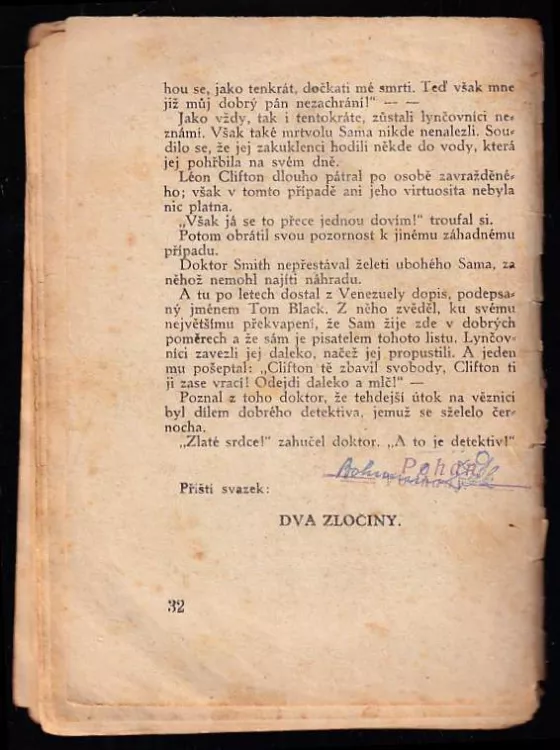 hou se, jako tenkrát, dočkati mé smrti. Teď však mne
již můj dobrý pán nezachrání!“ — —
Jako vždy, tak i tentokráte, zůstali lynčovníci ne-
známí. Však také mrtvolu Sama nikde nenalezli. Sou-
dilo se, že jej zakuklenci hodili někde do vody, která
jej pohřbila na svém dně.
Léon Clifton dlouho pátral po osobě zavražděné-
ho; však v tomto případě ani jeho virtuosita nebyla
nic platna.
„Však já se to přece jednou dovím!“ troufal si.
Potom obrátil svou pozornost k jinému záhadnému
případu.
Doktor Smith nepřestával želeti ubohého Sama, za
něhož nemohl najíti náhradu.
A tu po letech dostal z Venezuely dopis, podepsa-
ný jménem Tom Black. Z něho zvěděl, ku svému
největšímu překvapení, že Sam žije zde v dobrých
poměrech a že sám je pisatelem tohoto listu. Lynčov-
níci zavezli jej daleko, načež jej propustili. A jeden
mu pošeptal: „Clifton tě zbavil svobody, Clifton ti
ji zase vrací! Odejdi daleko a mlč!“ —
Poznal z toho doktor, že tehdejší útok na věznici
byl dílem dobrého detektiva, jemuž se sželelo čer-
nocha.
„Zlaté srdce!“ zahučel doktor. „A to je detektiv!“
Pohan
Příští svazek:
DVA ZLOČINY.
32